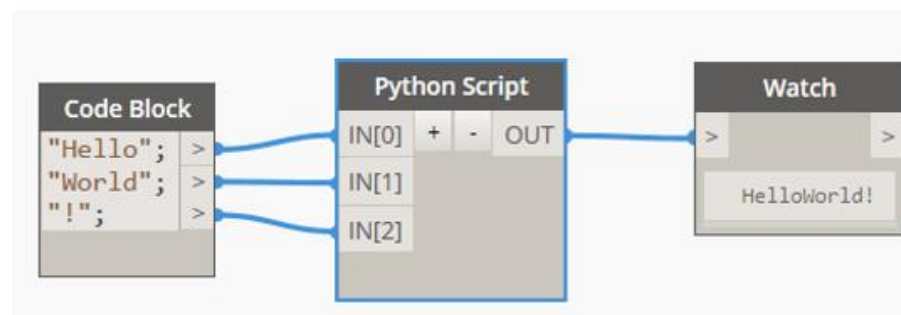 Code Block
"Hello"; >
"World"; >
"!"; >
Python Script
IN[0] + - OUT
IN[1]
IN[2]
Watch
> >
HelloWorld!